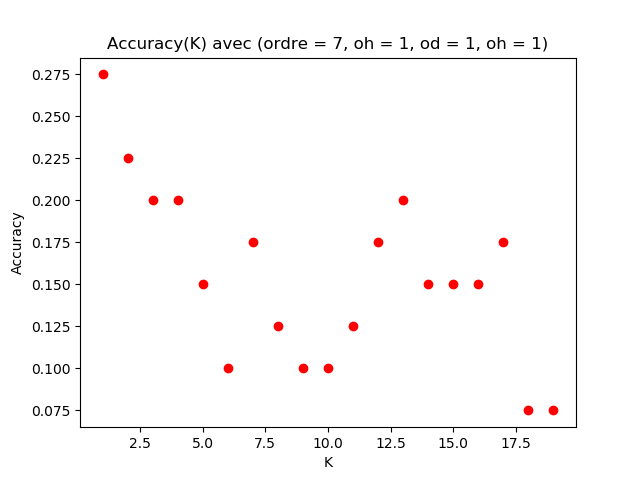 Accuracy(K) avec (ordre = 7, oh = 1, od = 1, oh = 1)
0.275
0.250
0.225
0.200
0.175
0.150
0.125
0.100
0.075
Accuracy
2.5 5.0 7.5 10.0 12.5 15.0 17.5
K